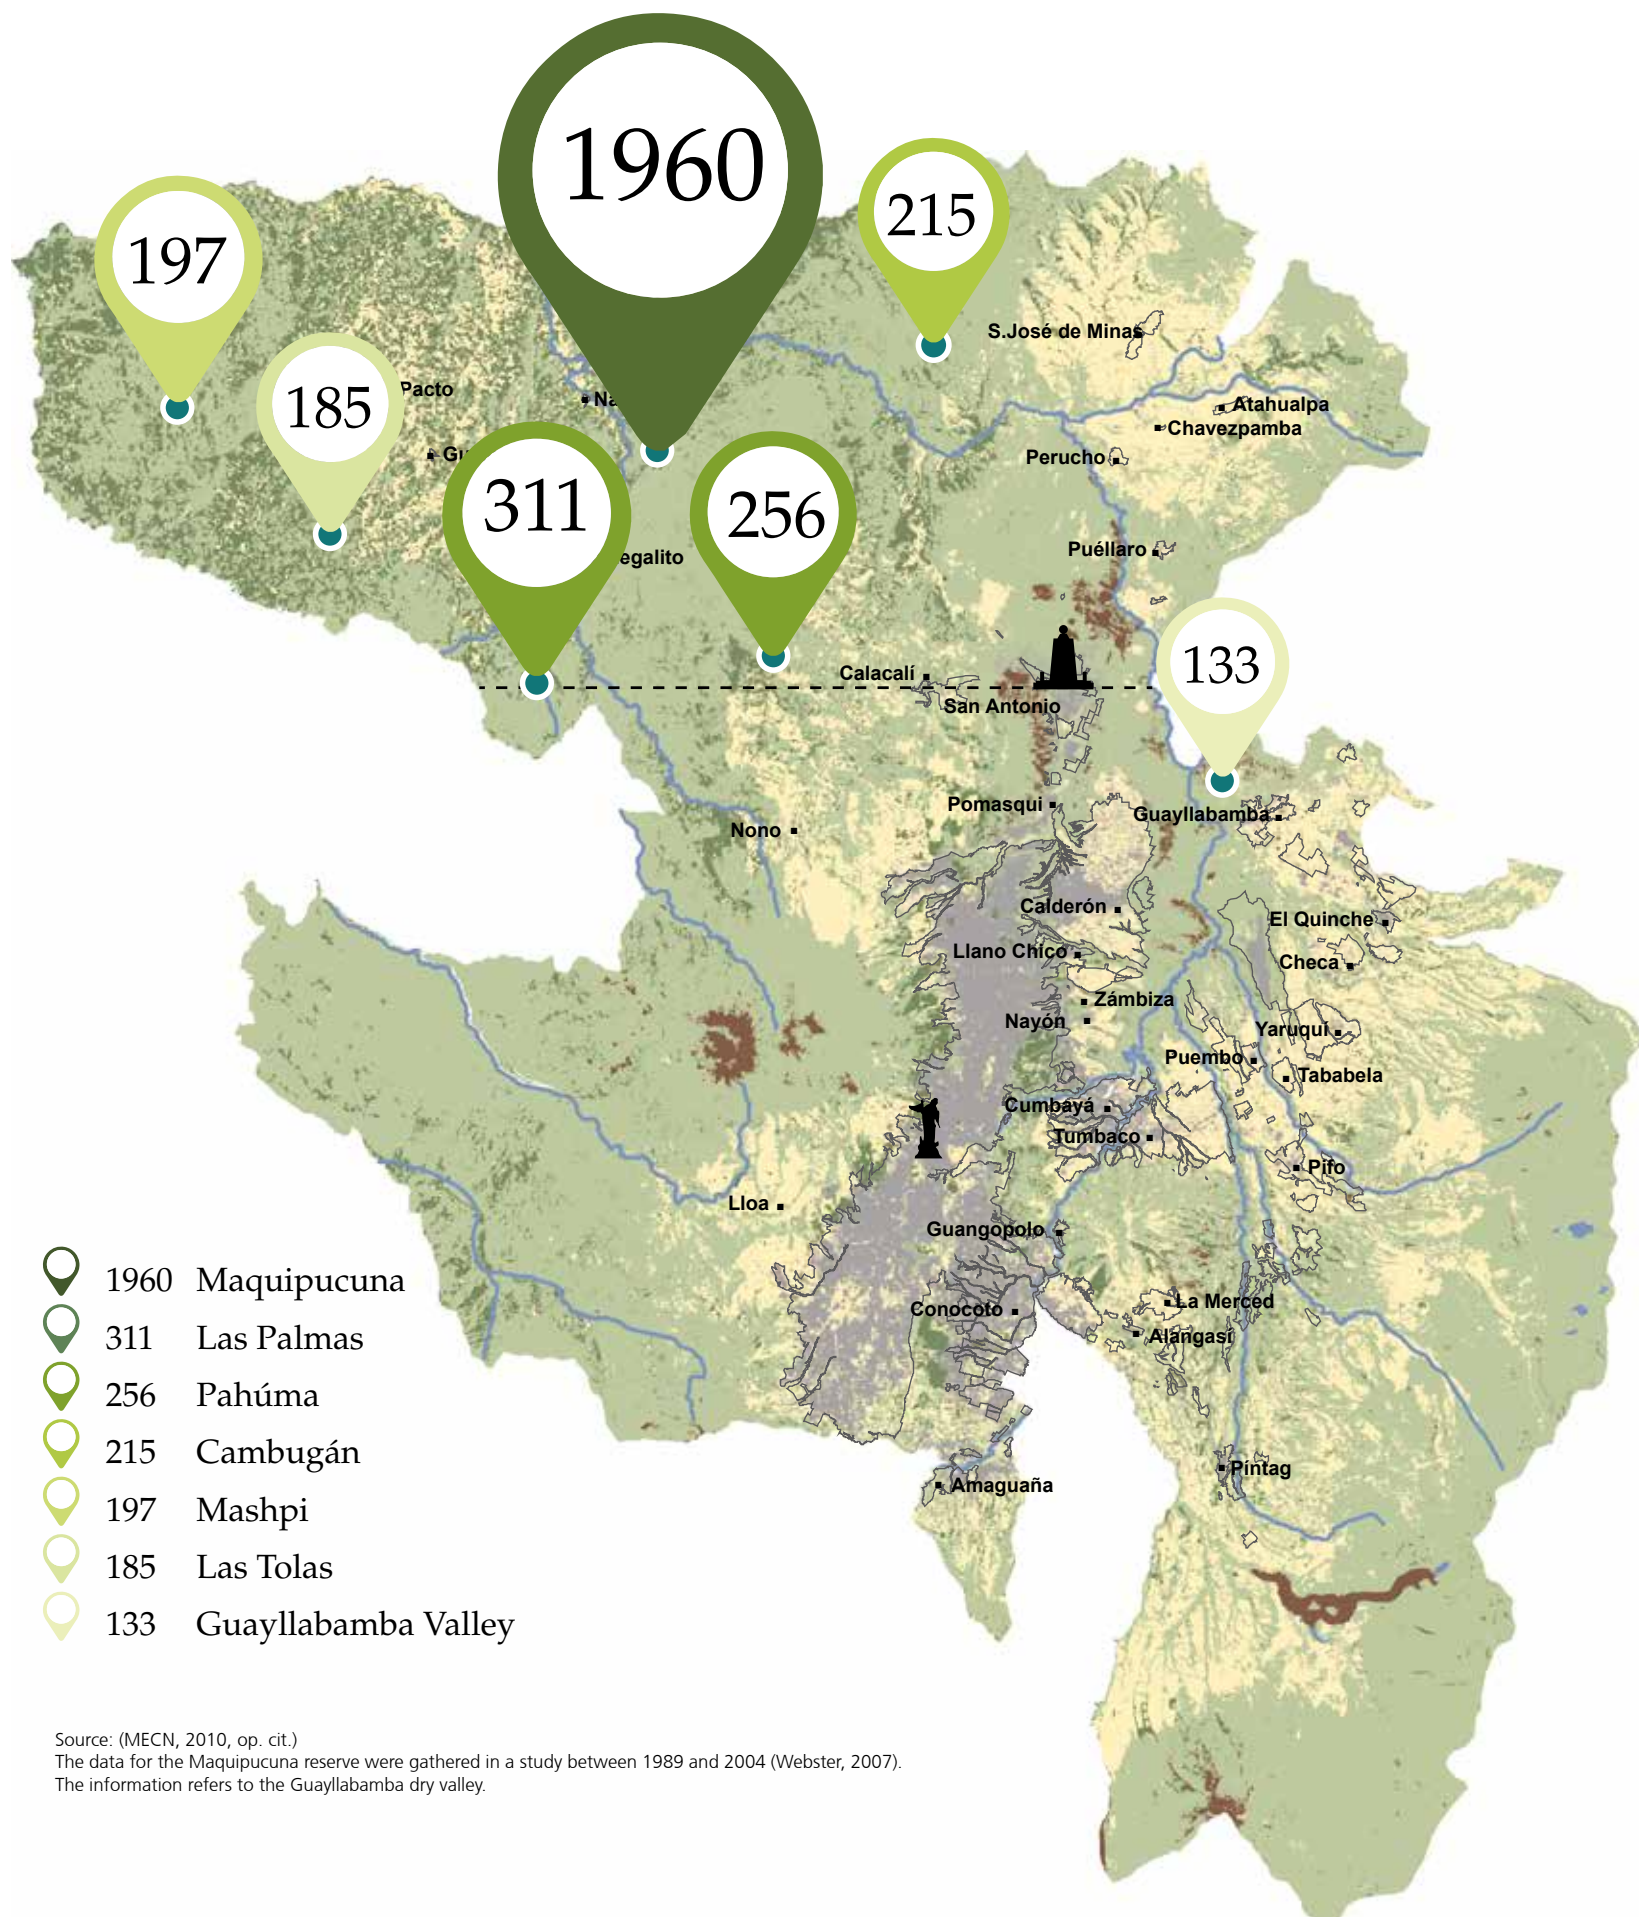 1960
215
197
S.José de Minas
Pacto
185
Atahualpa
Chavezpamba
Perucho
311
256
Puéllaro
egalito
133
Calacalí
San Antonio
Pomasqui
Guayllabamba
Nono
Calderón
El Quinche
Llano Chico
Checa
Zámbiza
Nayón
Yaruquí
Puembo
Tababela
Cumbayá
Tumbaco
Pifo
Lloa
Guangopolo
La Merced
Conocoto
Alangasí
Píntag
Amaguaña
1960 Maquipucuna
311 Las Palmas
256 Pahúma
215 Cambugán
197 Mashpi
185 Las Tolas
133 Guayllabamba Valley
Source: (MECN, 2010, op. cit.)
The data for the Maquipucuna reserve were gathered in a study between 1989 and 2004 (Webster, 2007).
The information refers to the Guayllabamba dry valley.